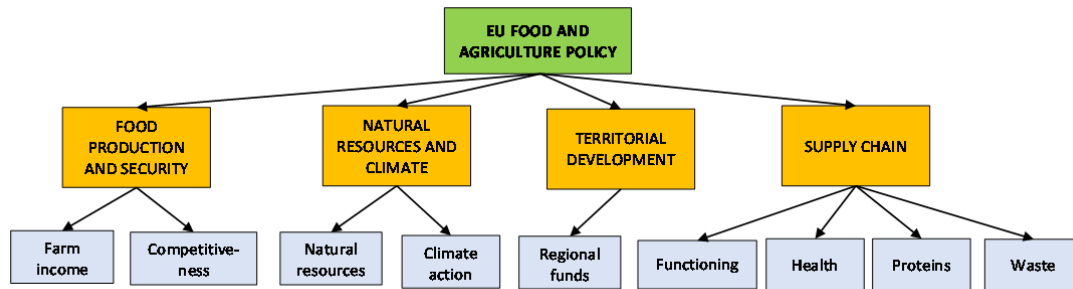 EU FOOD AND
AGRICULTURE POLICY
FOOD
PRODUCTION
AND SECURITY
NATURAL
RESOURCES AND
CLIMATE
TERRITORIAL
DEVELOPMENT
SUPPLY CHAIN
Farm
income
Competitive-
ness
Natural
resources
Climate
action
Regional
funds
Functioning
Health
Proteins
Waste